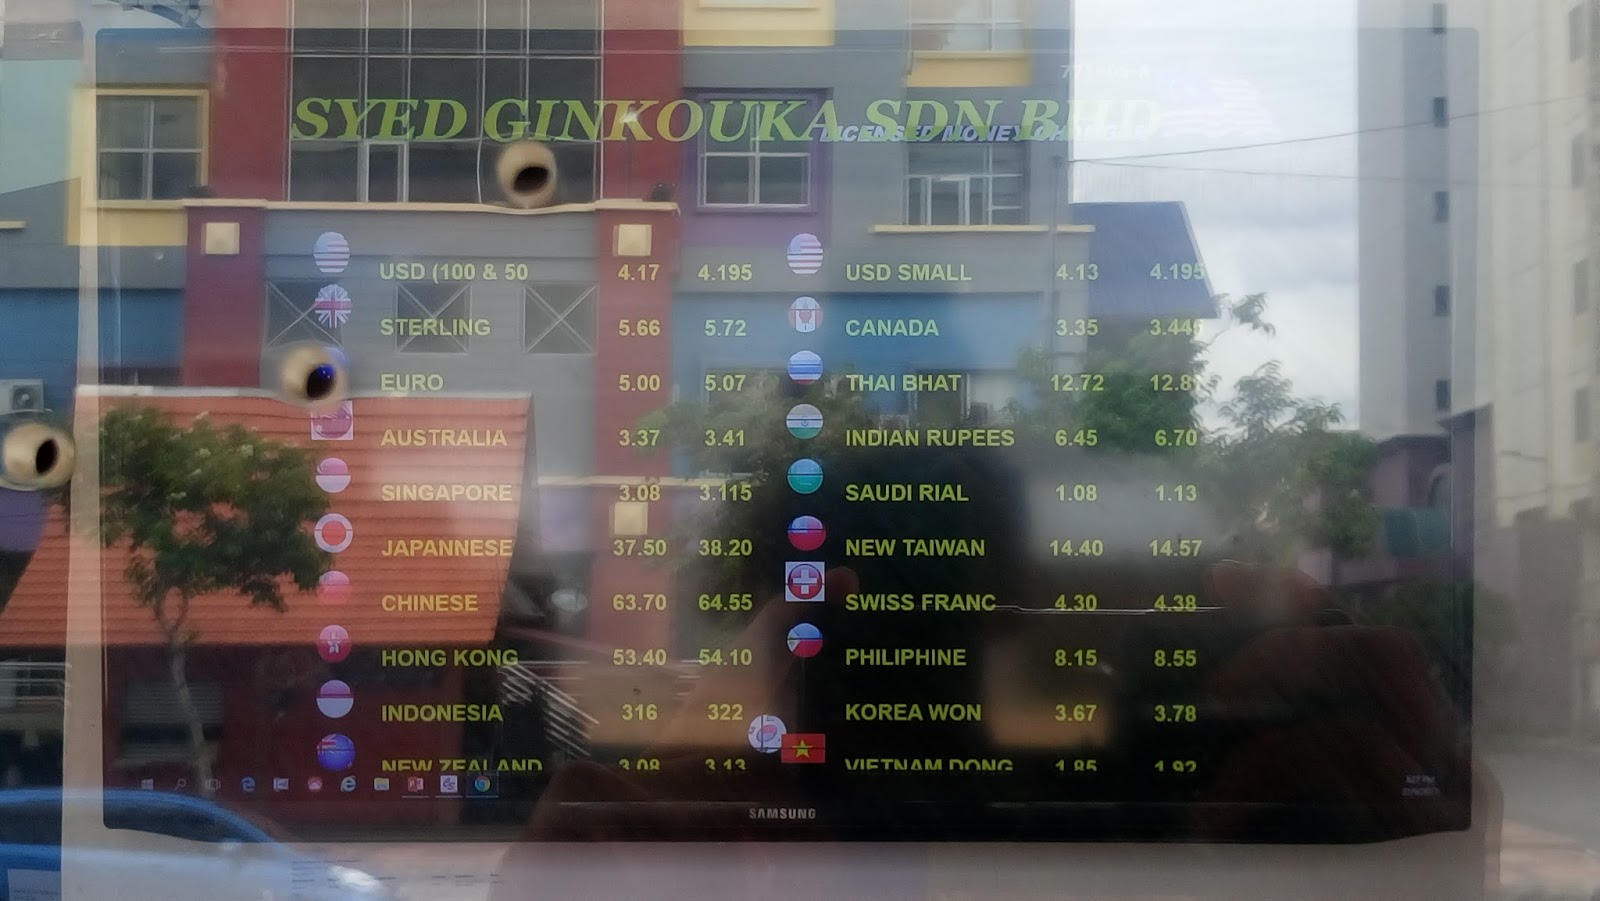 SYED GINKOUKA SDN BHD
LICENSED MONEY
USD (100 & 50 4.17 4.195 USD SMALL 4.13 4.195
STERLING 5.66 5.72 CANADA 3.35 3.445
EURO 5.00 5.07 THAI BHAT 12.72 12.81
AUSTRALIA 3.37 3.41 INDIAN RUPEES 6.45 6.70
SINGAPORE 3.08 3.115 SAUDI RIAL 1.08 1.13
JAPANNESE 37.50 38.20 NEW TAIWAN 14.40 14.57
CHINESE 63.70 64.55 SWISS FRANC 4.30 4.38
HONG KONG 53.40 54.10 PHILIPHINE 8.15 8.55
INDONESIA 316 322 KOREA WON 3.67 3.78
NEW ZEALAND 3.08 3.13 VIETNAM DONG 1.85 1.92
SAMSUNG